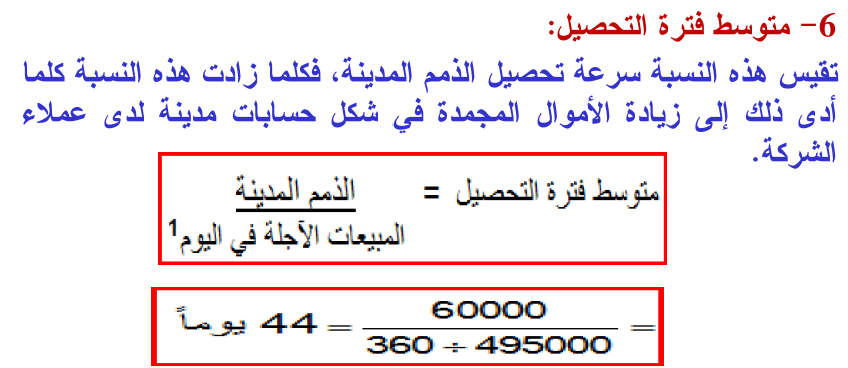 6- متوسط فترة التحصيل:
تقيس هذه النسبة سرعة تحصيل الذمم المدينة، فكلما زادت هذه النسبة كلما
أدى ذلك إلى زيادة الأموال المجمدة في شكل حسابات مدينة لدى عملاء
الشركة.
متوسط فترة التحصيل = الذمم المدينة
المبيعات الآجلة في اليوم1
60000
= = 44 يوماً
495000 ÷ 360